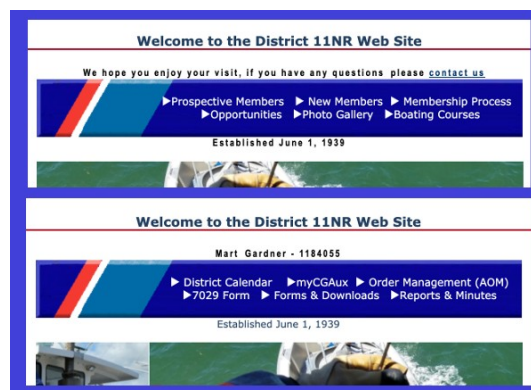 Welcome to the District 11NR Web Site
We hope you enjoy your visit, if you have any questions please contact us
▶Prospective Members ▶ New Members ▶ Membership Process
▶Opportunities ▶Photo Gallery ▶Boating Courses
Established June 1, 1939
Welcome to the District 11NR Web Site
Mart Gardner - 1184055
▶ District Calendar ▶myCGAux ▶ Order Management (AOM)
▶7029 Form ▶ Forms & Downloads ▶Reports & Minutes
Established June 1, 1939